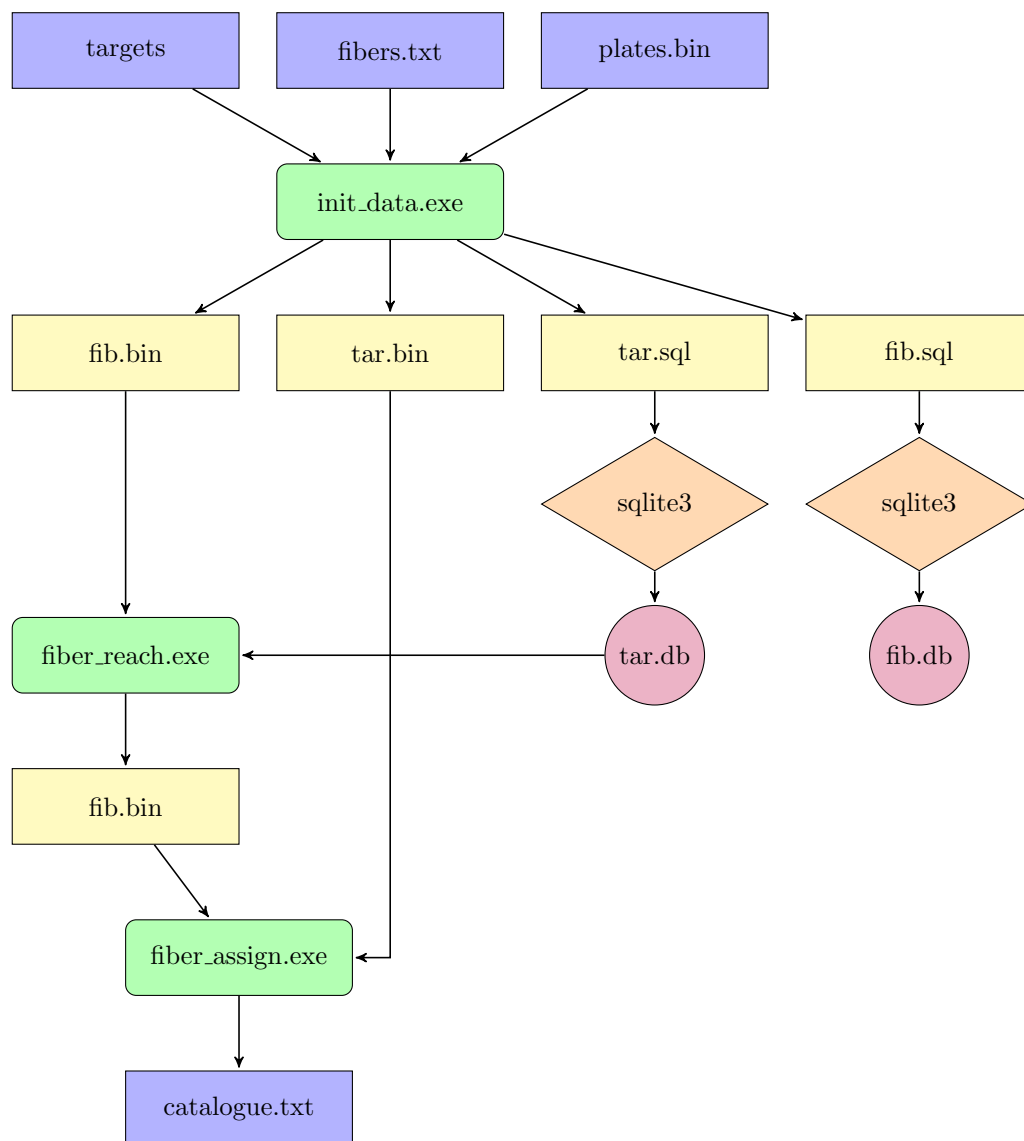 targets
fibers.txt
plates.bin
init_data.exe
fib.bin
tar.bin
tar.sql
fib.sql
sqlite3
sqlite3
fiber_reach.exe
tar.db
fib.db
fib.bin
fiber_assign.exe
catalogue.txt